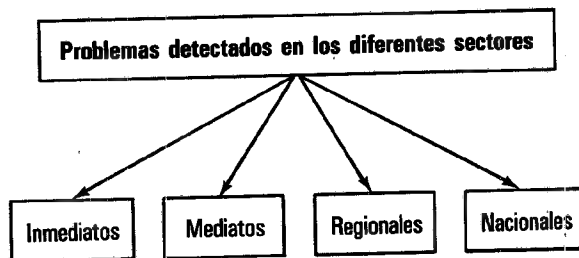 Problemas detectados en los diferentes sectores
Inmediatos
Mediatos
Regionales
Nacionales